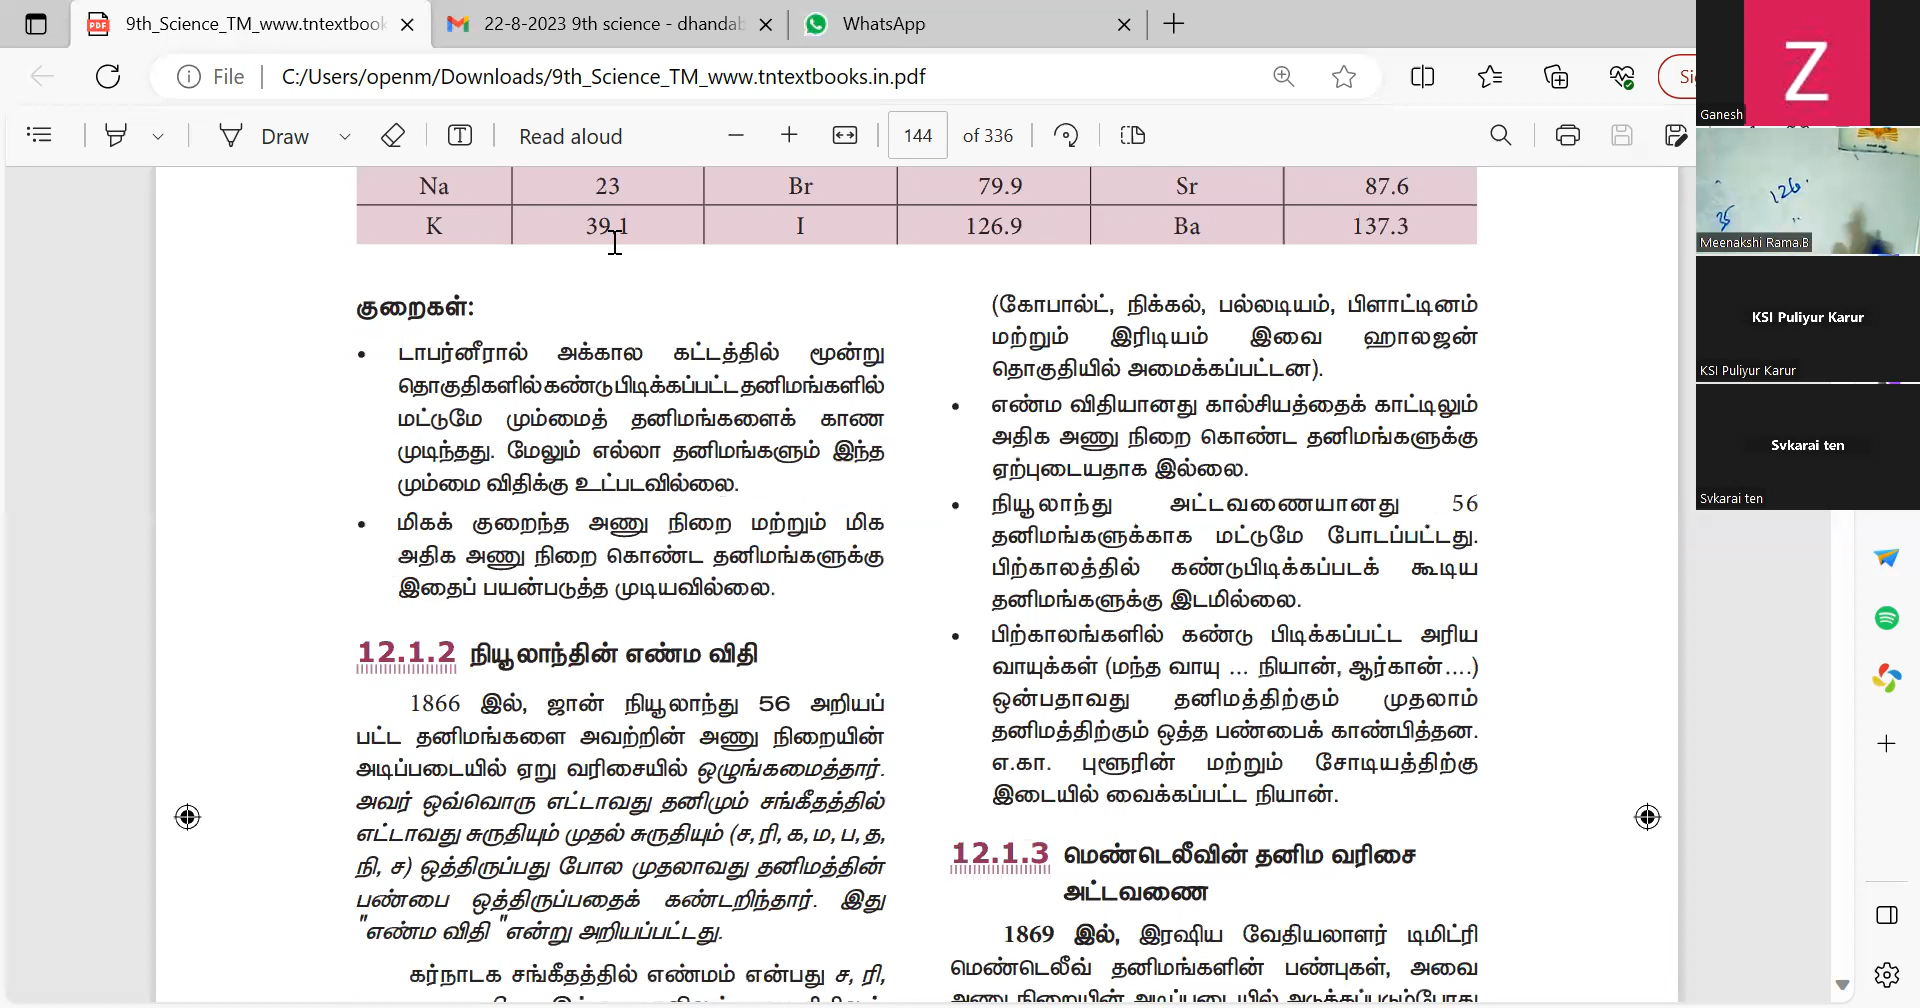 9th_Science_TM_www.tntextbook
22-8-2023 9th science - dhandab
WhatsApp
File
C:/Users/openm/Downloads/9th_Science_TM_www.tntextbooks.in.pdf
Draw
Read aloud
144 of 336
Na 23 Br 79.9 Sr 87.6
K 39.1 I 126.9 Ba 137.3
குறைகள்:
• டாபர்னீரால் அக்கால கட்டத்தில் மூன்று
தொகுதிகளில் கண்டுபிடிக்கப்பட்ட தனிமங்களில்
மட்டுமே மும்மைத் தனிமங்களைக் காண
முடிந்தது. மேலும் எல்லா தனிமங்களும் இந்த
மும்மை விதிக்கு உட்படவில்லை.
• மிகக் குறைந்த அணு நிறை மற்றும் மிக
அதிக அணு நிறை கொண்ட தனிமங்களுக்கு
இதைப் பயன்படுத்த முடியவில்லை.
12.1.2 நியூலாந்தின் எண்ம விதி
1866 இல், ஜான் நியூலாந்து 56 அறியப்
பட்ட தனிமங்களை அவற்றின் அணு நிறையின்
அடிப்படையில் ஏறு வரிசையில் ஒழுங்கமைத்தார்.
அவர் ஒவ்வொரு எட்டாவது தனிமும் சங்கீதத்தில்
எட்டாவது சுருதியும் முதல் சுருதியும் (ச, ரி, க, ம, ப, த,
நி, ச) ஒத்திருப்பது போல முதலாவது தனிமத்தின்
பண்பை ஒத்திருப்பதைக் கண்டறிந்தார். இது
"எண்ம விதி "என்று அறியப்பட்டது.
கர்நாடக சங்கீதத்தில் எண்மம் என்பது ச, ரி,
(கோபால்ட், நிக்கல், பல்லடியம், பிளாட்டினம்
மற்றும் இரிடியம் இவை ஹாலஜன்
தொகுதியில் அமைக்கப்பட்டன).
• எண்ம விதியானது கால்சியத்தைக் காட்டிலும்
அதிக அணு நிறை கொண்ட தனிமங்களுக்கு
ஏற்புடையதாக இல்லை.
• நியூலாந்து அட்டவணையானது 56
தனிமங்களுக்காக மட்டுமே போடப்பட்டது.
பிற்காலத்தில் கண்டுபிடிக்கப்படக் கூடிய
தனிமங்களுக்கு இடமில்லை.
• பிற்காலங்களில் கண்டு பிடிக்கப்பட்ட அரிய
வாயுக்கள் (மந்த வாயு ... நியான், ஆர்கான்....)
ஒன்பதாவது தனிமத்திற்கும் முதலாம்
தனிமத்திற்கும் ஒத்த பண்பைக் காண்பித்தன.
எ.கா. புளூரின் மற்றும் சோடியத்திற்கு
இடையில் வைக்கப்பட்ட நியான்.
12.1.3 மெண்டெலீவின் தனிம வரிசை
அட்டவணை
1869 இல், இரஷிய வேதியலாளர் டிமிட்ரி
மெண்டெலீவ் தனிமங்களின் பண்புகள், அவை
அணு நிறையின் அடிப்படையில் அடுக்கப்படும்போது
Z
Ganesh
126.
35
Meenakshi Rama.B
KSI Puliyur Karur
KSI Puliyur Karur
Svkarai ten
Svkarai ten